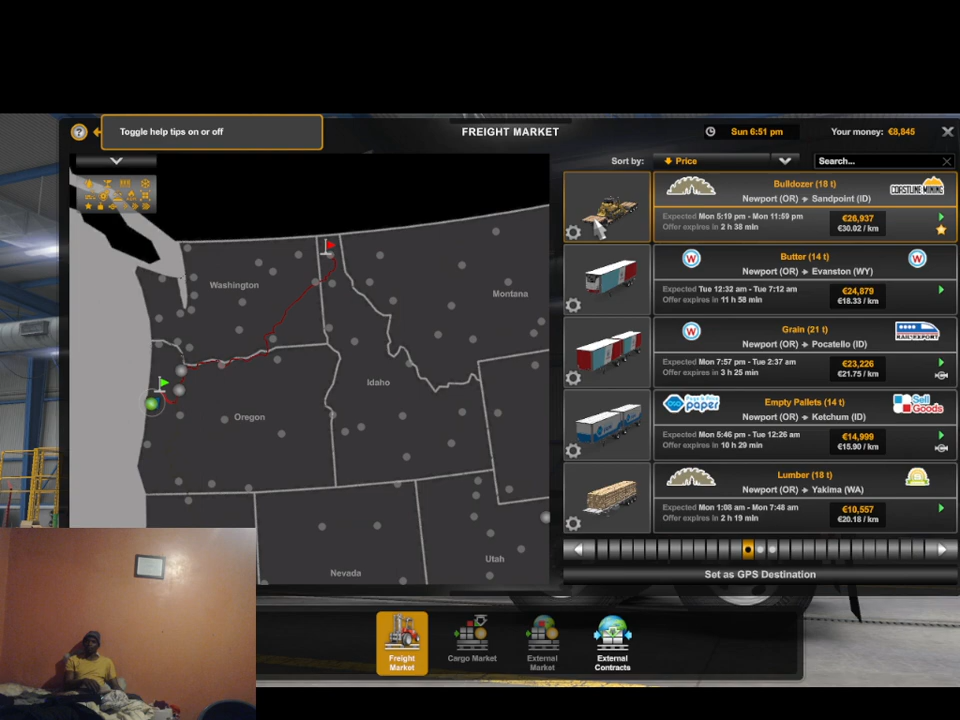 Toggle help tips on or off
FREIGHT MARKET
Sun 6:51 pm
Your money: €8,845
Sort by:
Price
Search...
Bulldozer (18 t)
COASTLINE MINING
Newport (OR) Sandpoint (ID)
Expected Mon 5:19 pm - Mon 11:59 pm
Offer expires in 2 h 38 min
€26,937
€30.02 / km
W
Butter (14 t)
W
Newport (OR) Evanston (WY)
Expected Tue 12:32 am - Tue 7:12 am
Offer expires in 11 h 58 min
€24,879
€18.33 / km
W
Grain (21 t)
RAIL EXPORT
Newport (OR) Pocatello (ID)
Expected Mon 7:57 pm - Tue 2:37 am
Offer expires in 3 h 25 min
€23,226
€21.75 / km
paper
Empty Pallets (14 t)
Sell Goods
Newport (OR) Ketchum (ID)
Expected Mon 5:46 pm - Tue 12:26 am
Offer expires in 10 h 29 min
€14,999
€15.90 / km
Lumber (18 t)
Newport (OR) Yakima (WA)
Expected Mon 1:08 am - Mon 7:48 am
Offer expires in 2 h 19 min
€10,557
€20.18 / km
Set as GPS Destination
Washington
Montana
Idaho
Oregon
Nevada
Utah
Freight Market
Cargo Market
External Market
External Contracts